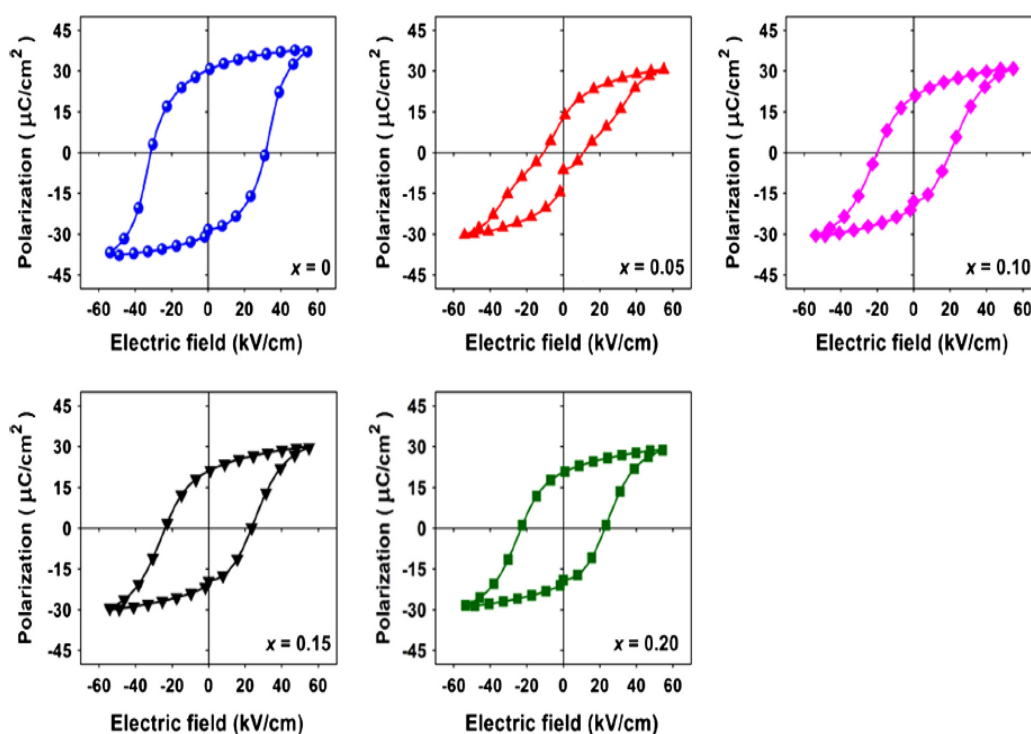 45
30
15
0
-15
-30
-45
Polarization ( μC/cm²)
x = 0
-60 -40 -20 0 20 40 60
Electric field (kV/cm)
45
30
15
0
-15
-30
-45
Polarization ( μC/cm²)
x = 0.05
-60 -40 -20 0 20 40 60
Electric field (kV/cm)
45
30
15
0
-15
-30
-45
Polarization ( μC/cm²)
x = 0.10
-60 -40 -20 0 20 40 60
Electric field (kV/cm)
45
30
15
0
-15
-30
-45
Polarization ( μC/cm²)
x = 0.15
-60 -40 -20 0 20 40 60
Electric field (kV/cm)
45
30
15
0
-15
-30
-45
Polarization ( μC/cm²)
x = 0.20
-60 -40 -20 0 20 40 60
Electric field (kV/cm)